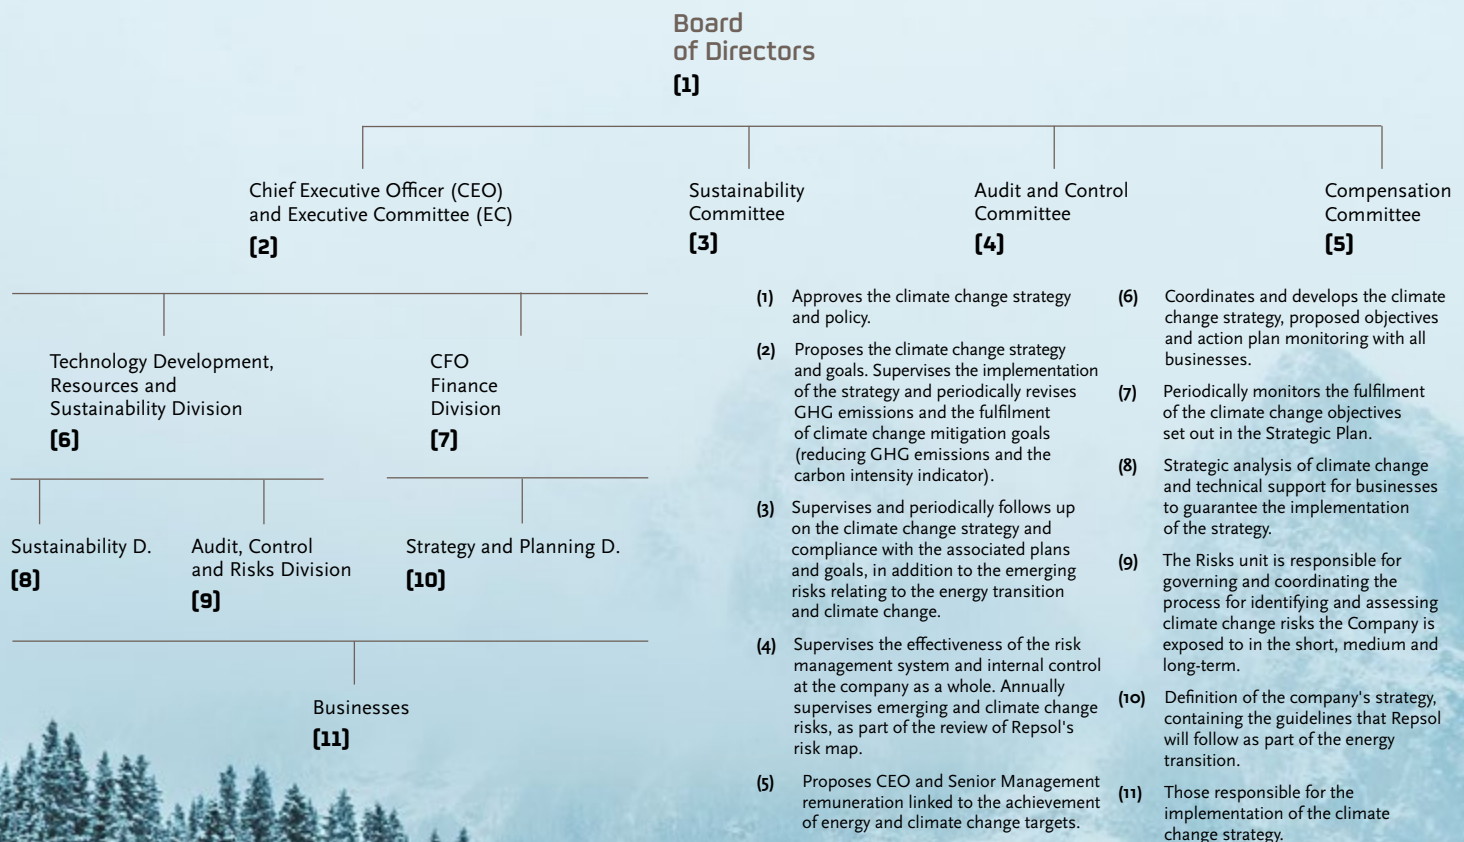 Board
of Directors
(1)
Chief Executive Officer (CEO)
and Executive Committee (EC)
(2)
Sustainability
Committee
(3)
Audit and Control
Committee
(4)
Compensation
Committee
(5)
Technology Development,
Resources and
Sustainability Division
(6)
CFO
Finance
Division
(7)
Sustainability D.
(8)
Audit, Control
and Risks Division
(9)
Strategy and Planning D.
(10)
Businesses
(11)
(1) Approves the climate change strategy
and policy.
(2) Proposes the climate change strategy
and goals. Supervises the implementation
of the strategy and periodically revises
GHG emissions and the fulfilment
of climate change mitigation goals
(reducing GHG emissions and the
carbon intensity indicator).
(3) Supervises and periodically follows up
on the climate change strategy and
compliance with the associated plans
and goals, in addition to the emerging
risks relating to the energy transition
and climate change.
(4) Supervises the effectiveness of the risk
management system and internal control
at the company as a whole. Annually
supervises emerging and climate change
risks, as part of the review of Repsol's
risk map.
(5) Proposes CEO and Senior Management
remuneration linked to the achievement
of energy and climate change targets.
(6) Coordinates and develops the climate
change strategy, proposed objectives
and action plan monitoring with all
businesses.
(7) Periodically monitors the fulfilment
of the climate change objectives
set out in the Strategic Plan.
(8) Strategic analysis of climate change
and technical support for businesses
to guarantee the implementation
of the strategy.
(9) The Risks unit is responsible for
governing and coordinating the
process for identifying and assessing
climate change risks the Company is
exposed to in the short, medium and
long-term.
(10) Definition of the company's strategy,
containing the guidelines that Repsol
will follow as part of the energy
transition.
(11) Those responsible for the
implementation of the climate
change strategy.